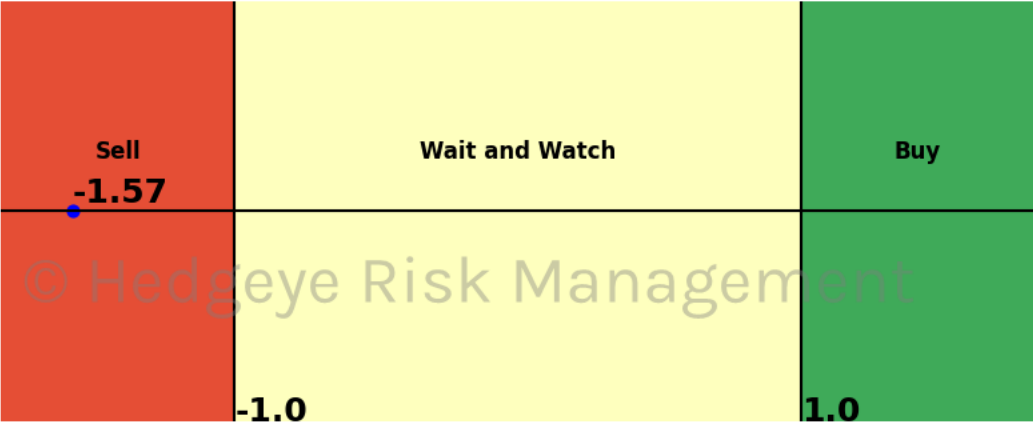 Sell
Wait and Watch
Buy
-1.57
© Hedgeye Risk Management
-1.0
1.0